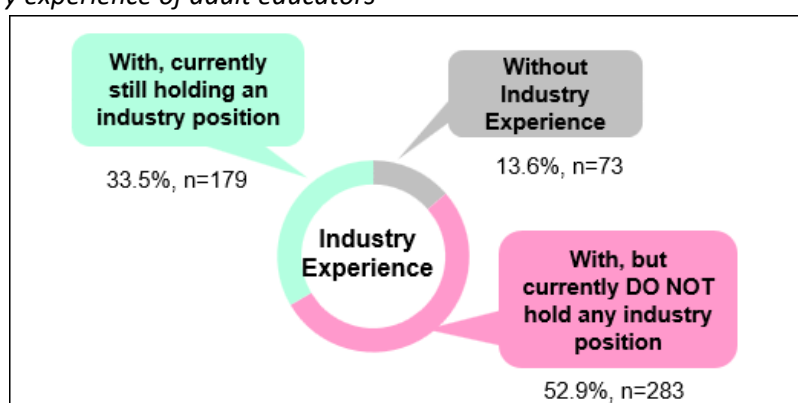 y experience of adult educators
With, currently
still holding an
industry position
33.5%, n=179
Without
Industry
Experience
13.6%, n=73
Industry
Experience
With, but
currently DO NOT
hold any industry
position
52.9%, n=283